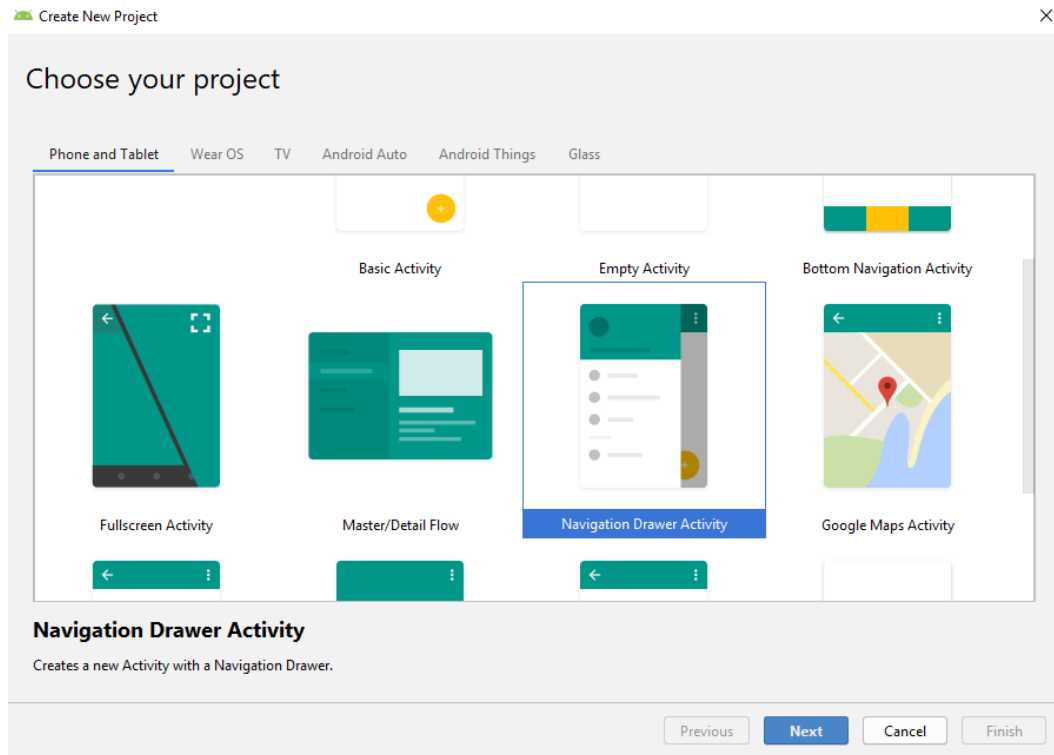 Create New Project
Choose your project
Phone and Tablet Wear OS TV Android Auto Android Things Glass
Basic Activity Empty Activity Bottom Navigation Activity
Fullscreen Activity Master/Detail Flow Navigation Drawer Activity Google Maps Activity
Navigation Drawer Activity
Creates a new Activity with a Navigation Drawer.
Previous Next Cancel Finish